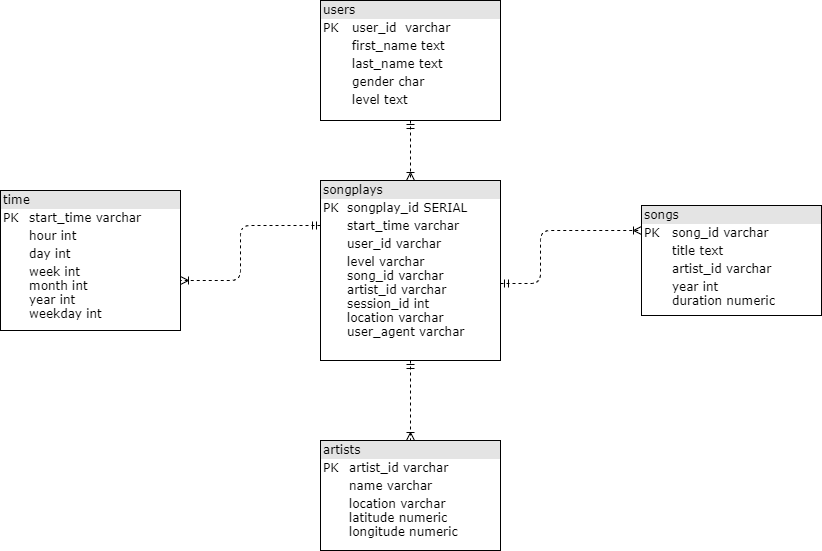 users
PK user_id varchar
first_name text
last_name text
gender char
level text
time
PK start_time varchar
hour int
day int
week int
month int
year int
weekday int
songplays
PK songplay_id SERIAL
start_time varchar
user_id varchar
level varchar
song_id varchar
artist_id varchar
session_id int
location varchar
user_agent varchar
songs
PK song_id varchar
title text
artist_id varchar
year int
duration numeric
artists
PK artist_id varchar
name varchar
location varchar
latitude numeric
longitude numeric